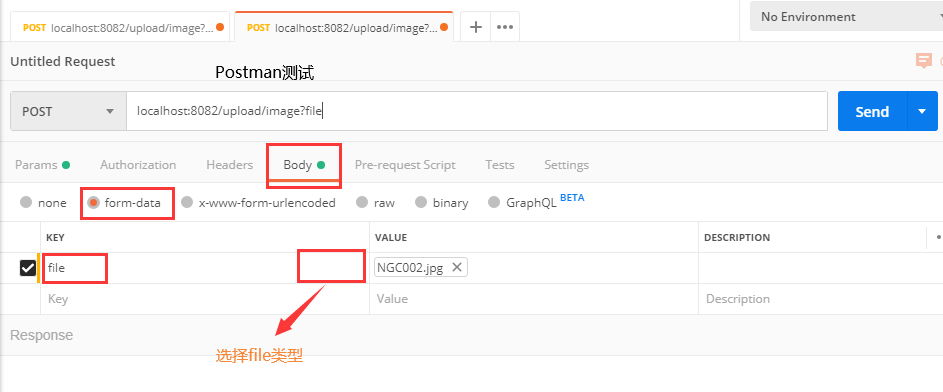 POST localhost:8082/upload/image?... POST localhost:8082/upload/image?... + ••• No Environment
Untitled Request
Postman测试
POST localhost:8082/upload/image?file Send
Params Authorization Headers Body Pre-request Script Tests Settings
none form-data x-www-form-urlencoded raw binary GraphQL BETA
KEY VALUE DESCRIPTION
file NGC002.jpg
Key Value Description
Response
选择file类型